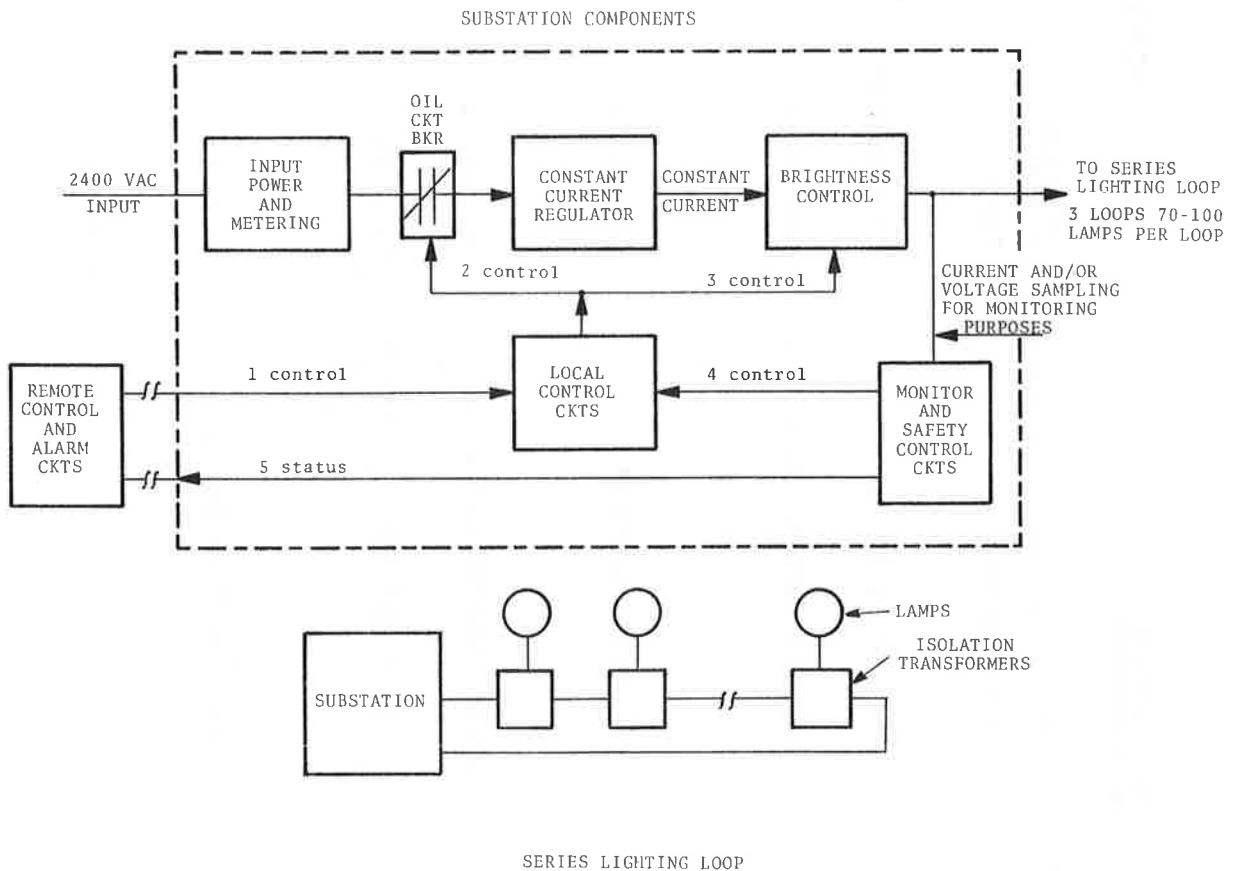 SUBSTATION COMPONENTS
OIL
CKT
BKR
2400 VAC
INPUT
INPUT
POWER
AND
METERING
CONSTANT
CURRENT
REGULATOR
CONSTANT
CURRENT
BRIGHTNESS
CONTROL
TO SERIES
LIGHTING LOOP
3 LOOPS 70-100
LAMPS PER LOOP
2 control
3 control
CURRENT AND/OR
VOLTAGE SAMPLING
FOR MONITORING
PURPOSES
REMOTE
CONTROL
AND
ALARM
CKTS
1 control
LOCAL
CONTROL
CKTS
4 control
MONITOR
AND
SAFETY
CONTROL
CKTS
5 status
LAMPS
ISOLATION
TRANSFORMERS
SUBSTATION
SERIES LIGHTING LOOP